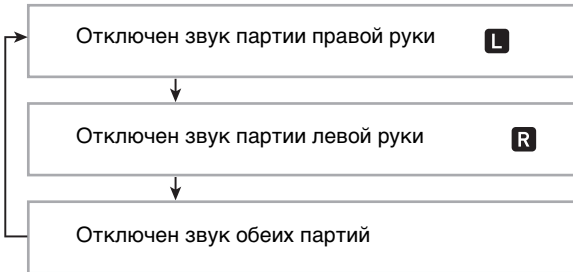 Отключен звук партии правой руки L
Отключен звук партии левой руки R
Отключен звук обеих партий